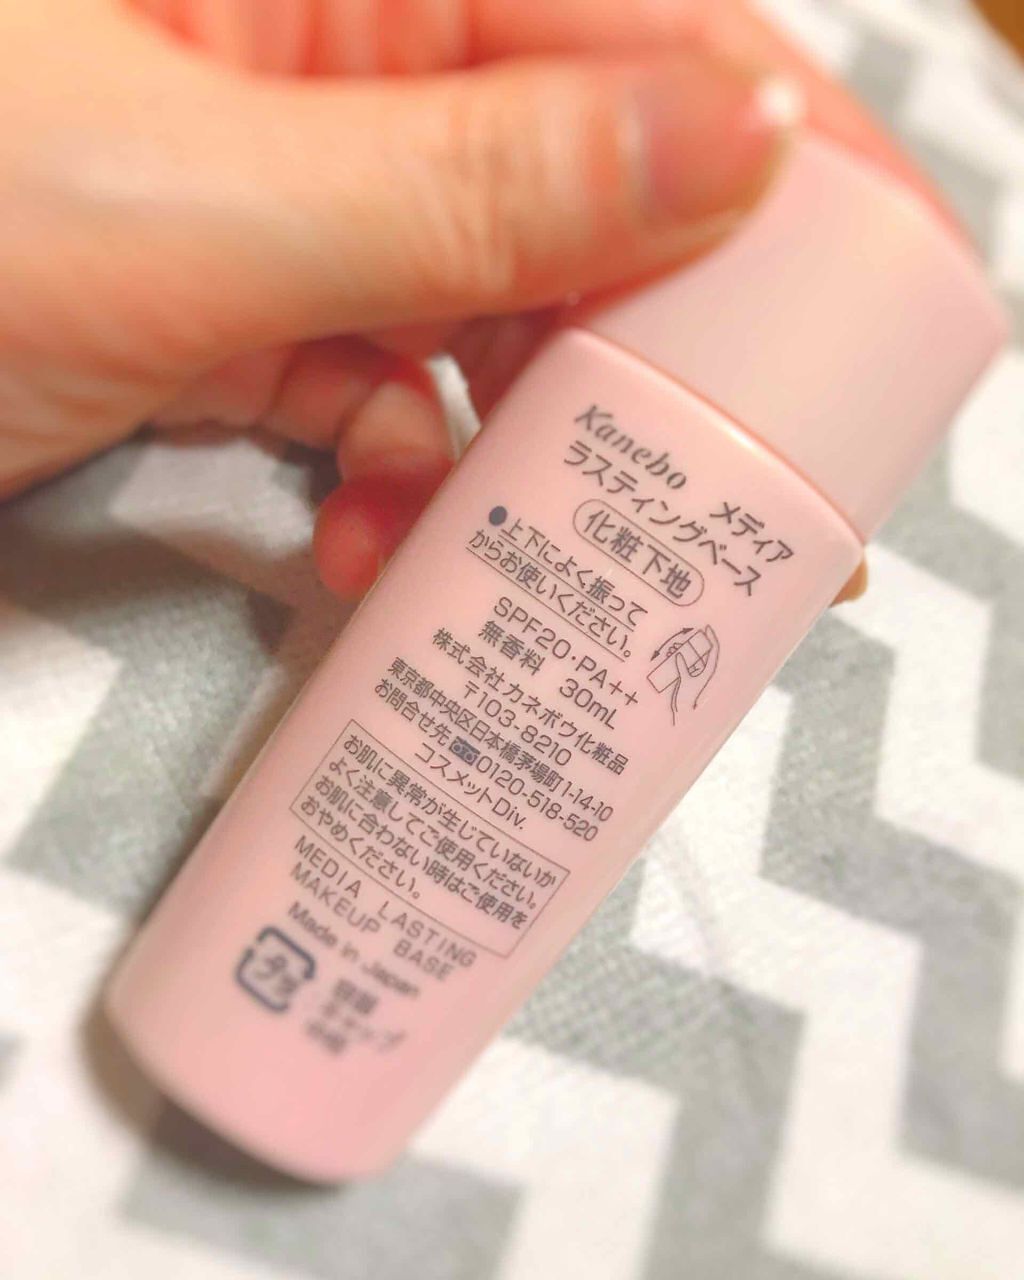 Kanebo メディア
ラスティングベース
化粧下地
●上下によく振って
からお使いください。
SPF20・PA++
無香料 30mL
株式会社カネボウ化粧品
〒103-8210
東京都中央区日本橋茅場町1-14-10
お問合せ先 0120-518-520
コスメットDiv.
お肌に異常が生じていないか
よく注意してご使用ください。
お肌に合わない時はご使用を
おやめください。
MEDIA LASTING
MAKEUP BASE
Made in Japan
プラ